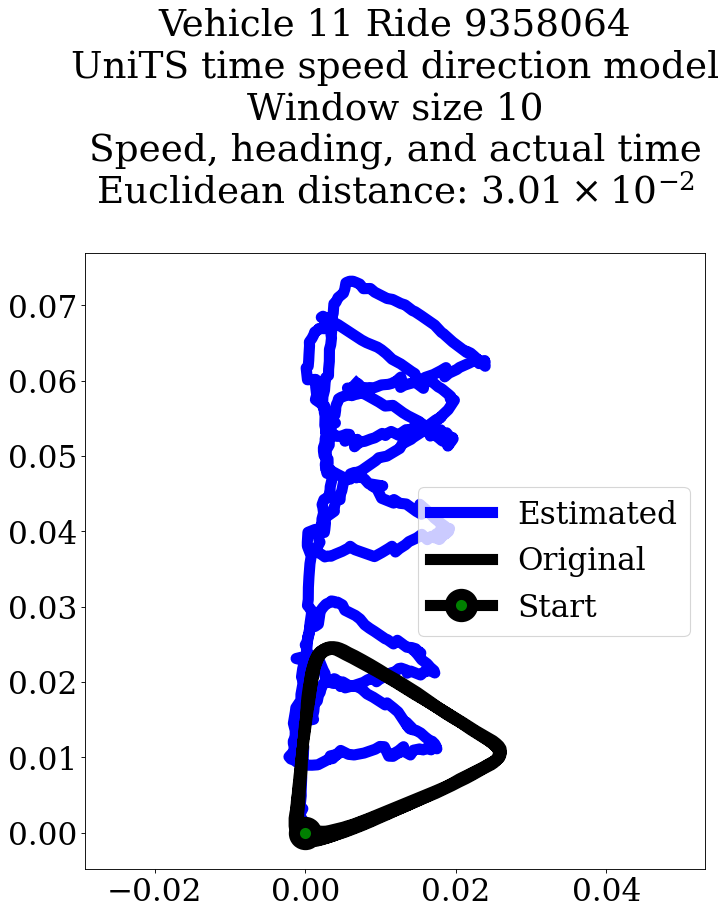 Vehicle 11 Ride 9358064
UniTS time speed direction model
Window size 10
Speed, heading, and actual time
Euclidean distance: 3.01 × 10⁻²
0.07
0.06
0.05
0.04
0.03
0.02
0.01
0.00
Estimated
Original
Start
−0.02 0.00 0.02 0.04